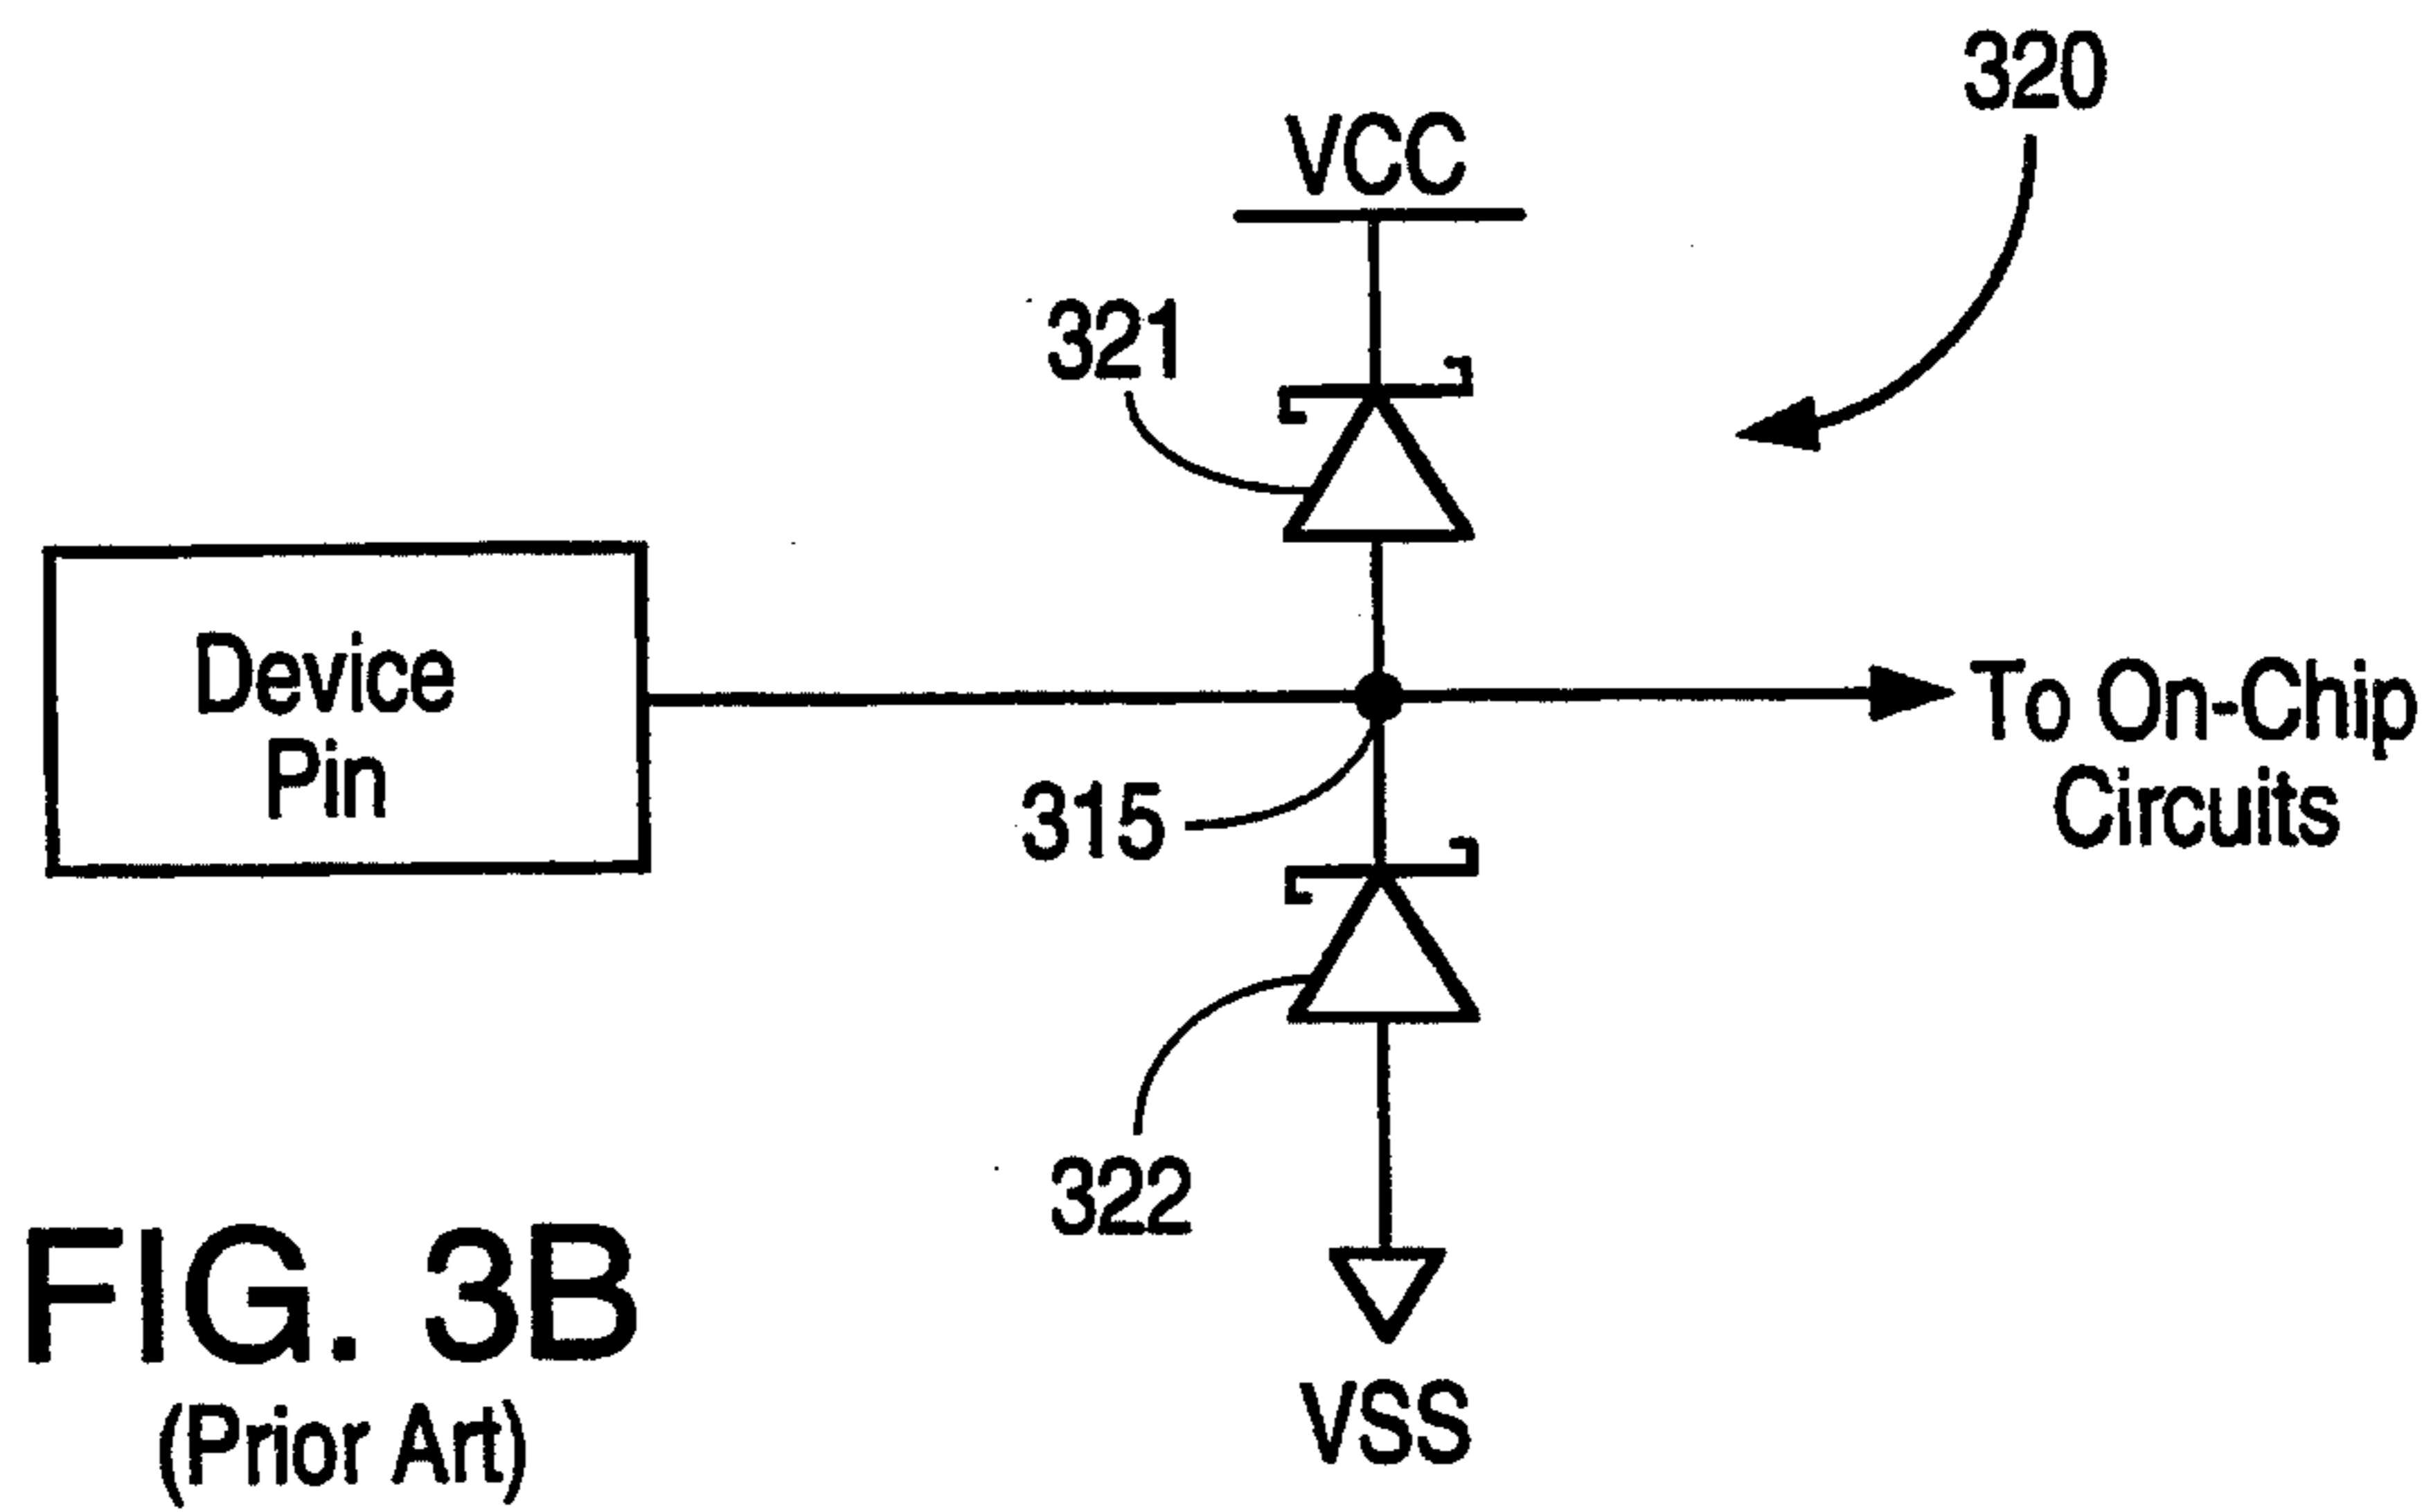 320
VCC
321
Device
Pin
To On-Chip
Circuits
315
322
FIG. 3B
(Prior Art)
VSS